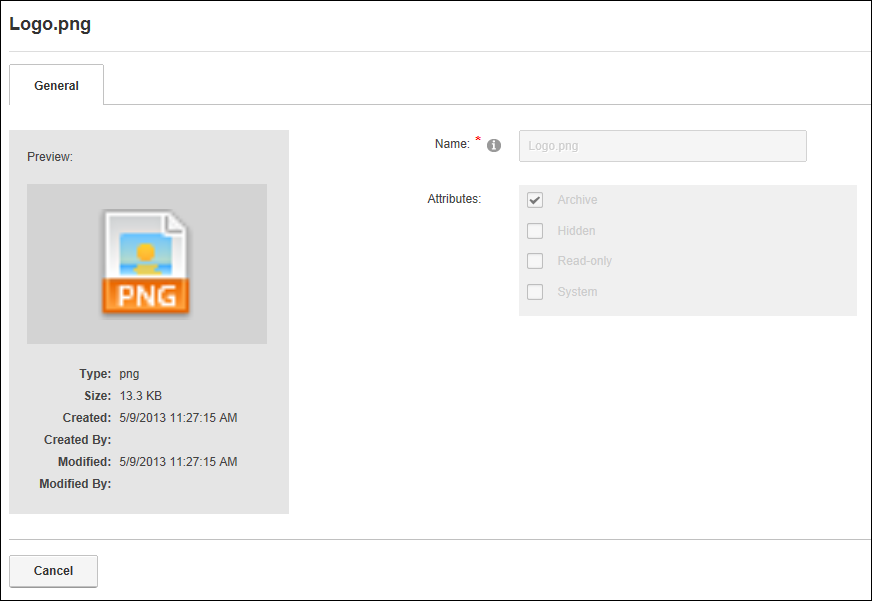 Logo.png
General
Preview:
PNG
Type: png
Size: 13.3 KB
Created: 5/9/2013 11:27:15 AM
Created By:
Modified: 5/9/2013 11:27:15 AM
Modified By:
Name: * Logo.png
Attributes:
Archive
Hidden
Read-only
System
Cancel